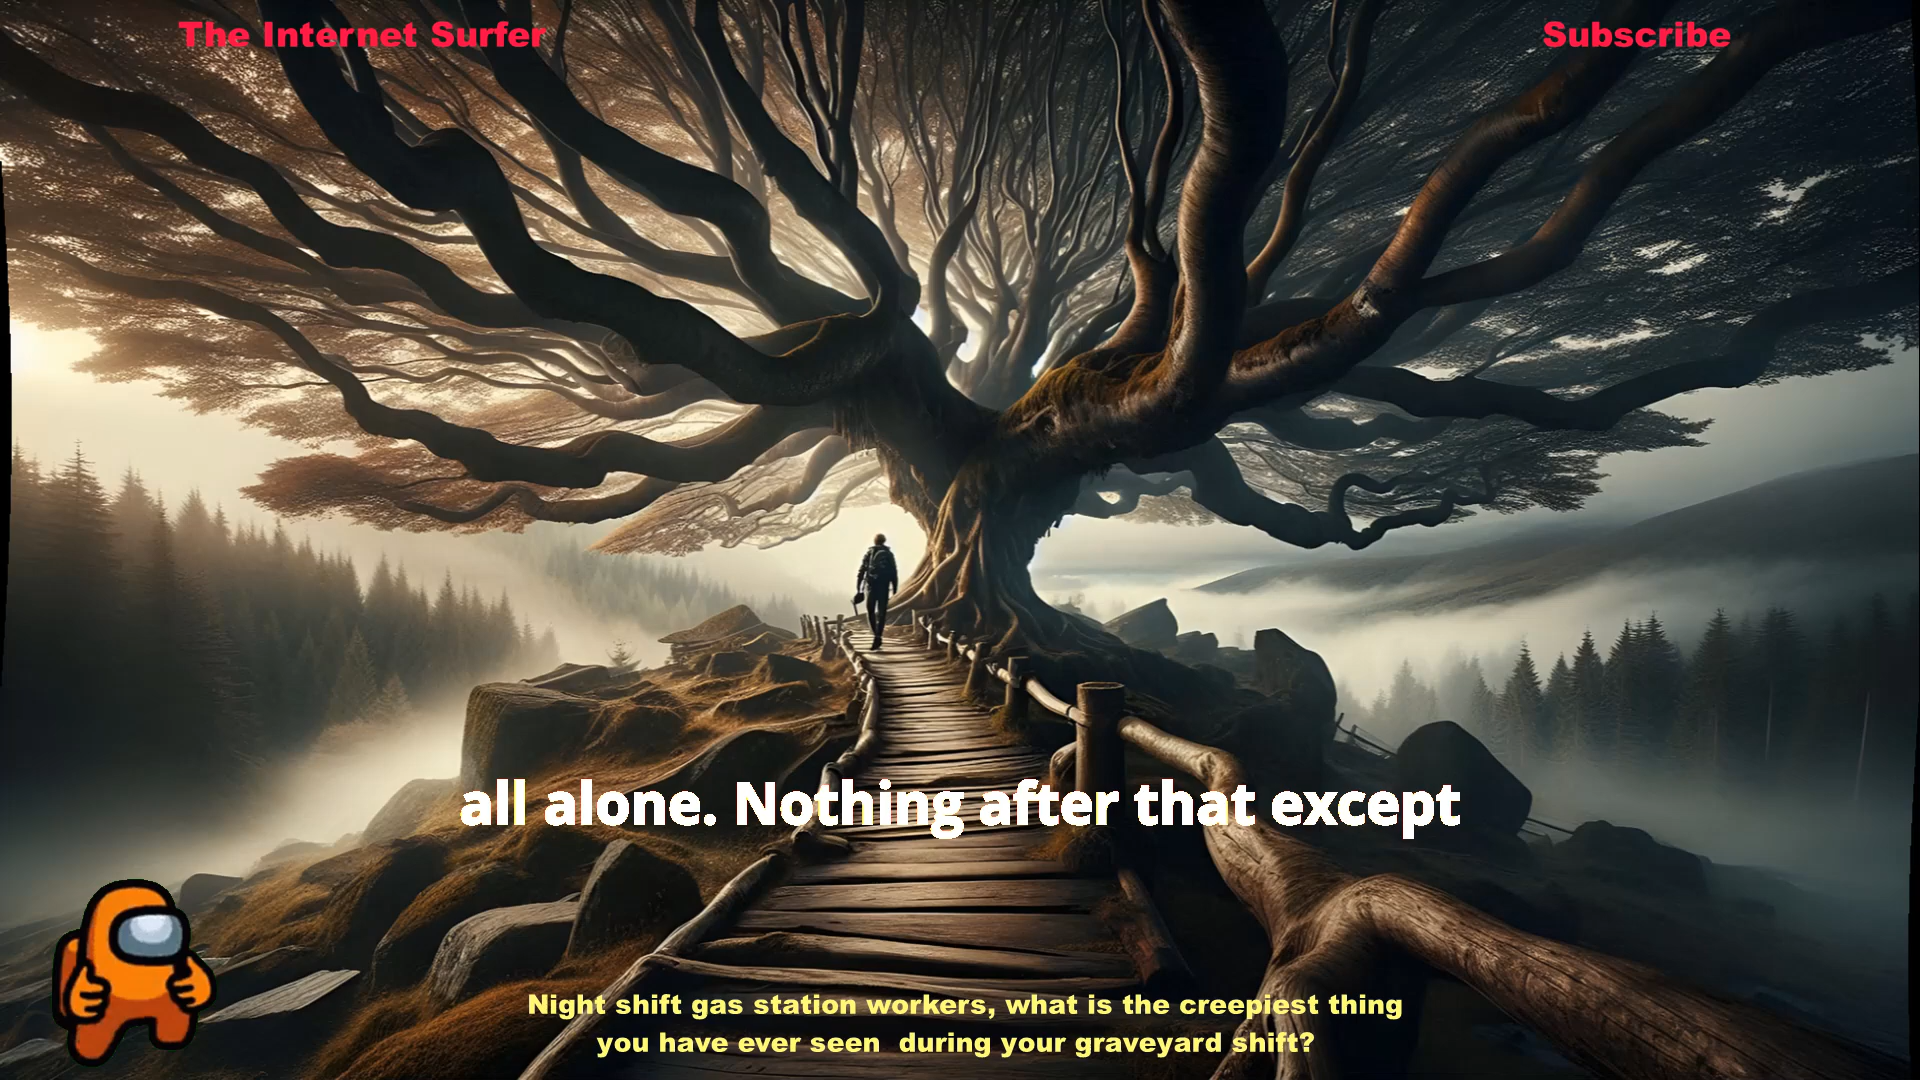 The Internet Surfer
Subscribe
all alone. Nothing after that except
Night shift gas station workers, what is the creepiest thing
you have ever seen  during your graveyard shift?